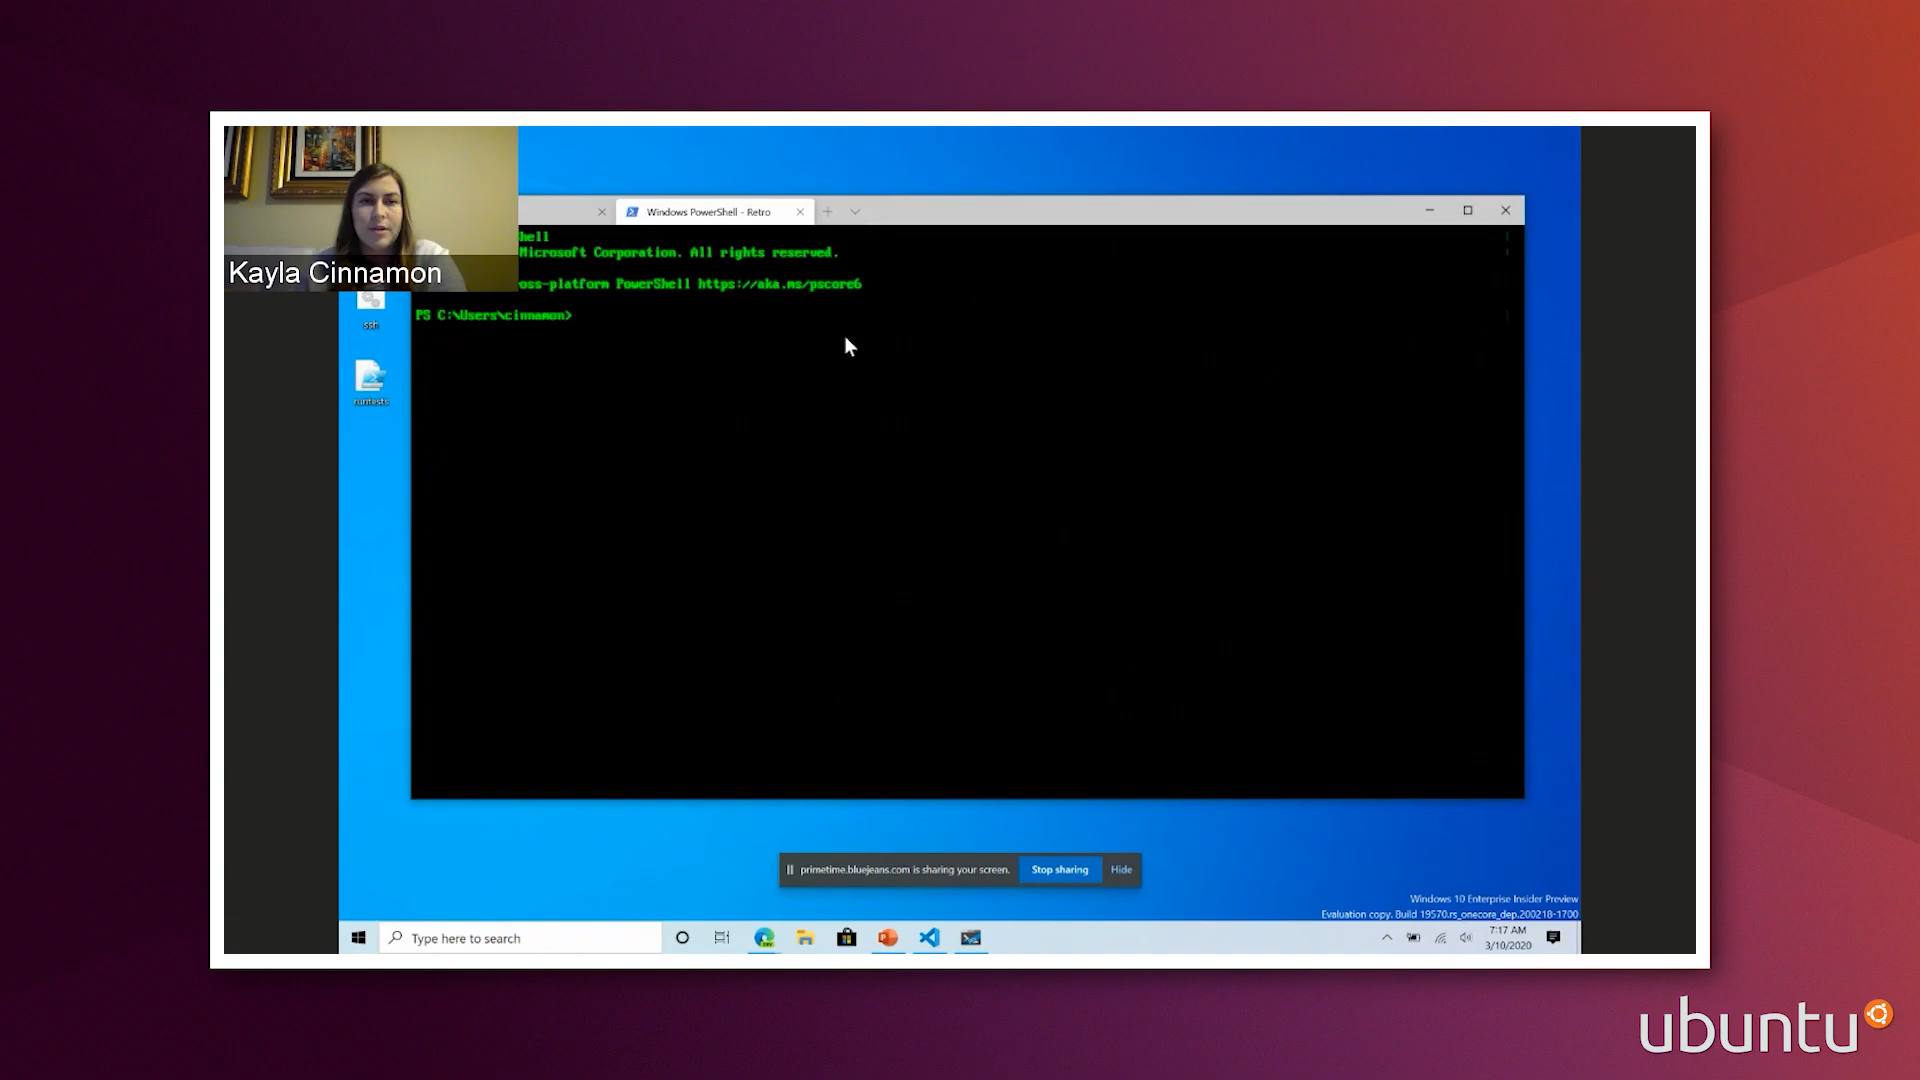 Kayla Cinnamon
Windows PowerShell - Retro
hell
Microsoft Corporation. All rights reserved.
oss-platform PowerShell https://aka.ms/pscore6
PS C:\Users\cinnamon>
ssh
runtests
primetime.bluejeans.com is sharing your screen. Stop sharing Hide
Windows 10 Enterprise Insider Preview
Evaluation copy. Build 19570.rs_onecore_dep.200218-1700
Type here to search
7:17 AM
3/10/2020
ubuntu